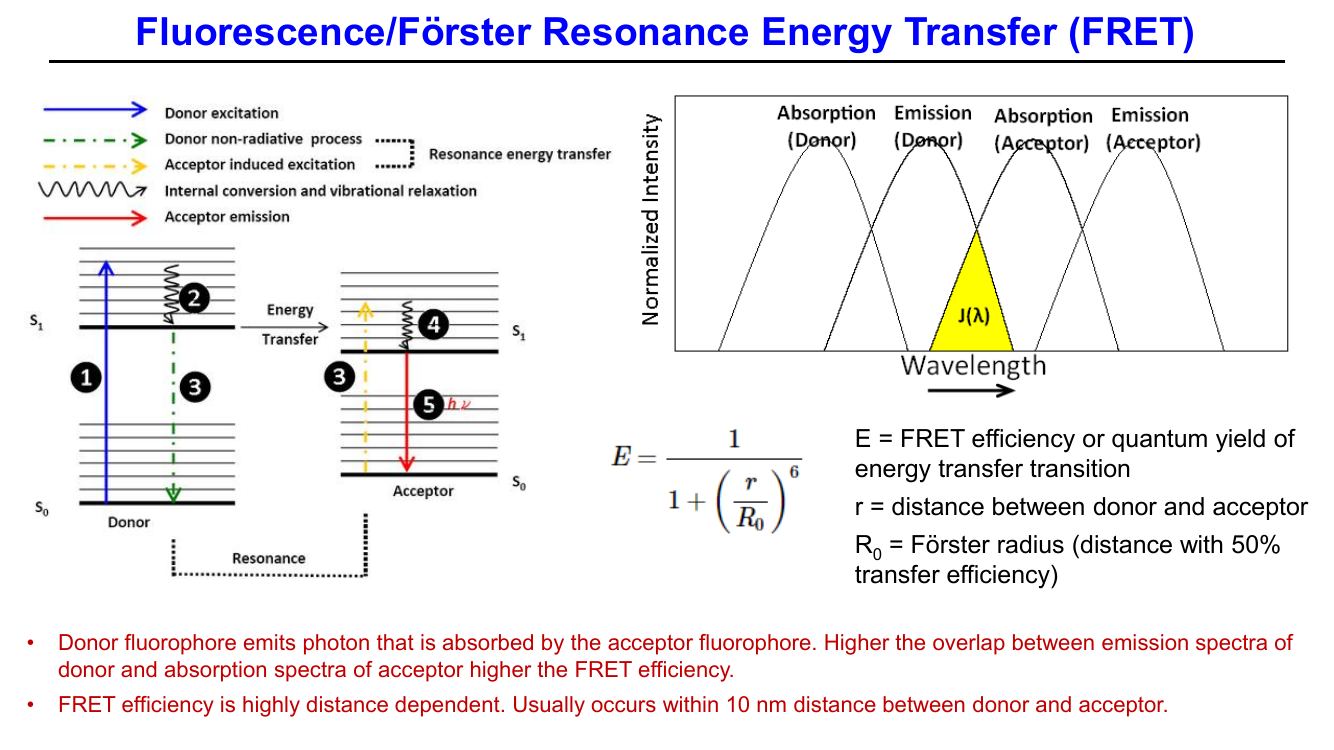 Fluorescence/Förster Resonance Energy Transfer (FRET)
Donor excitation
Donor non-radiative process
Acceptor induced excitation
Resonance energy transfer
Internal conversion and vibrational relaxation
Acceptor emission
S1
S0
1
2
3
Donor
Energy
Transfer
3
4
5 hν
S1
S0
Acceptor
Resonance
Normalized Intensity
Absorption
(Donor)
Emission
(Donor)
Absorption
(Acceptor)
Emission
(Acceptor)
J(λ)
Wavelength
E = 1 / (1 + (r/R0)^6)
E = FRET efficiency or quantum yield of
energy transfer transition
r = distance between donor and acceptor
R0 = Förster radius (distance with 50%
transfer efficiency)
• Donor fluorophore emits photon that is absorbed by the acceptor fluorophore. Higher the overlap between emission spectra of
donor and absorption spectra of acceptor higher the FRET efficiency.
• FRET efficiency is highly distance dependent. Usually occurs within 10 nm distance between donor and acceptor.